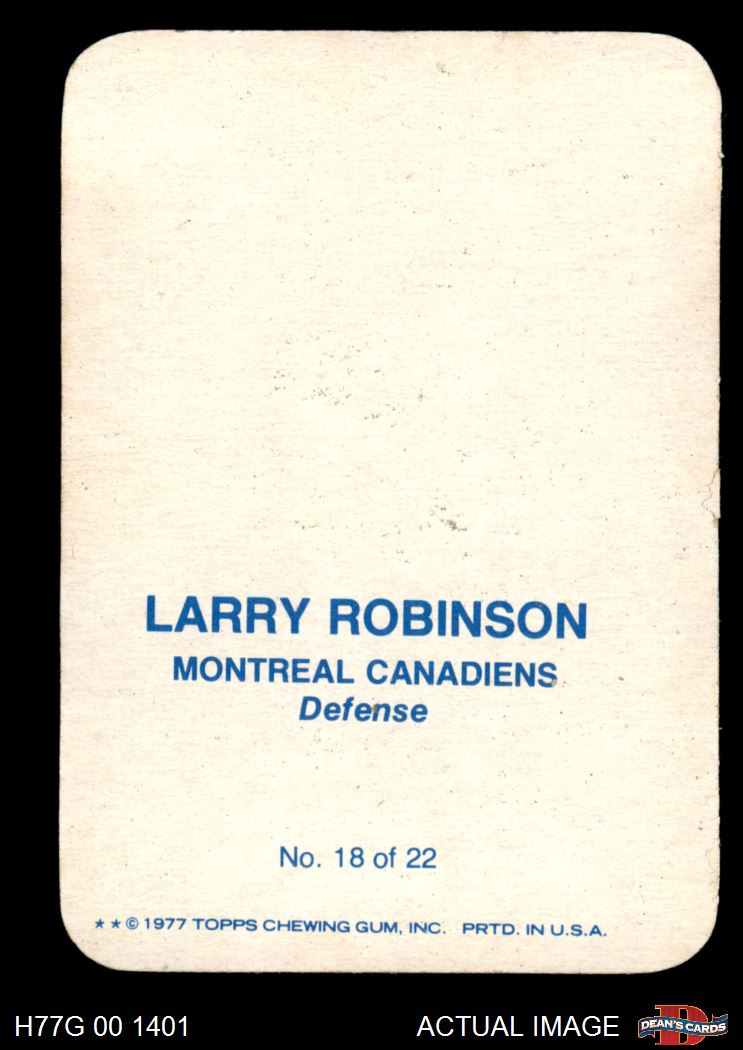 LARRY ROBINSON
MONTREAL CANADIENS
Defense
No. 18 of 22
★ ★ © 1977 TOPPS CHEWING GUM, INC. PRTD. IN U.S.A.
H77G 00 1401 ACTUAL IMAGE D DEAN'S CARDS